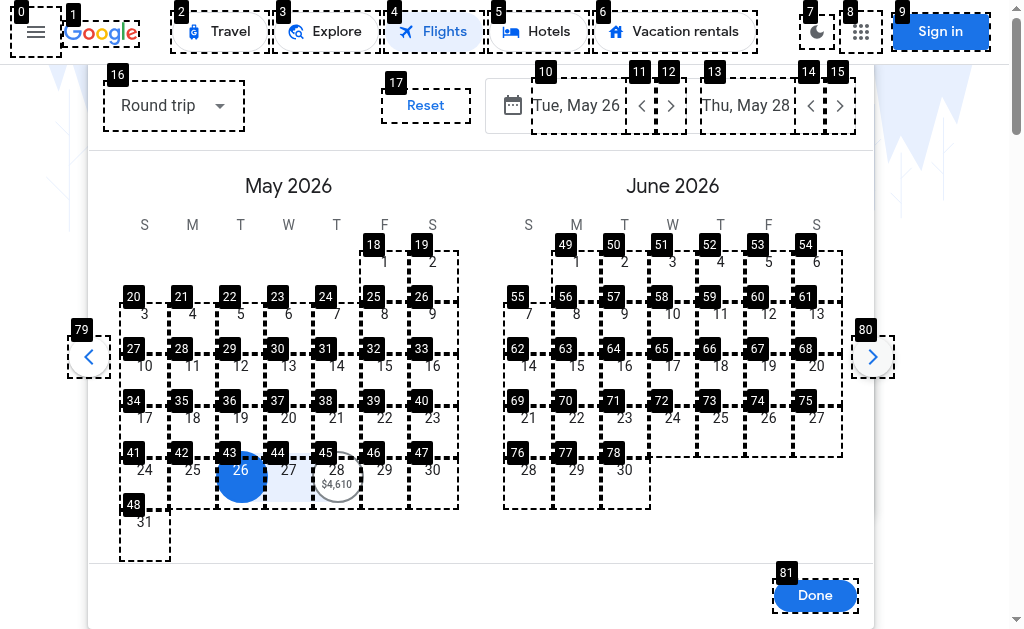 0 1 2 3 4 5 6 7 8 9
Google Travel Explore Flights Hotels Vacation rentals Sign in
16 17 10 11 12 13 14 15
Round trip Reset Tue, May 26 Thu, May 28
May 2026 June 2026
S M T W T F S S M T W T F S
18 19 49 50 51 52 53 54
1 2 1 2 3 4 5 6
20 21 22 23 24 25 26 55 56 57 58 59 60 61
3 4 5 6 7 8 9 7 8 9 10 11 12 13
79 80
27 28 29 30 31 32 33 62 63 64 65 66 67 68
10 11 12 13 14 15 16 14 15 16 17 18 19 20
34 35 36 37 38 39 40 69 70 71 72 73 74 75
17 18 19 20 21 22 23 21 22 23 24 25 26 27
41 42 43 44 45 46 47 76 77 78
24 25 26 27 28 29 30 28 29 30
$4,610
48
31
81
Done